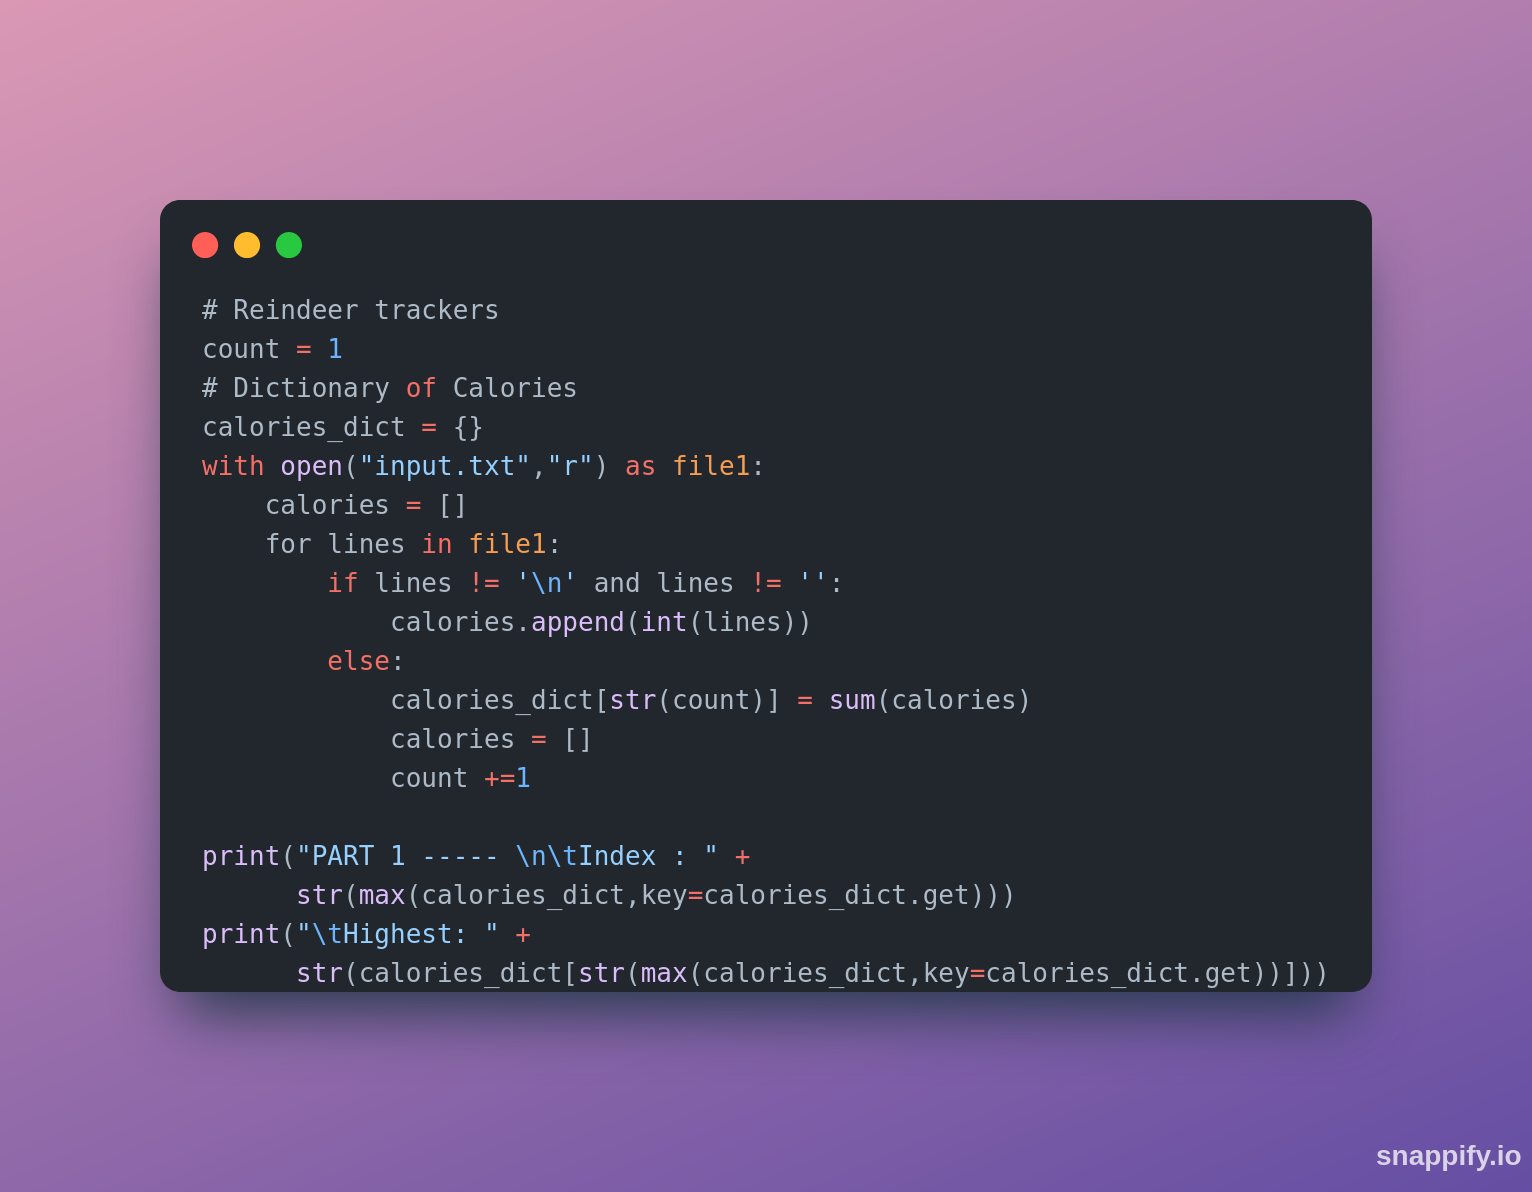 # Reindeer trackers
count = 1
# Dictionary of Calories
calories_dict = {}
with open("input.txt","r") as file1:
    calories = []
    for lines in file1:
        if lines != '\n' and lines != '':
            calories.append(int(lines))
        else:
            calories_dict[str(count)] = sum(calories)
            calories = []
            count +=1

print("PART 1 ----- \n\tIndex : " +
      str(max(calories_dict,key=calories_dict.get)))
print("\tHighest: " +
      str(calories_dict[str(max(calories_dict,key=calories_dict.get))]))
snappify.io